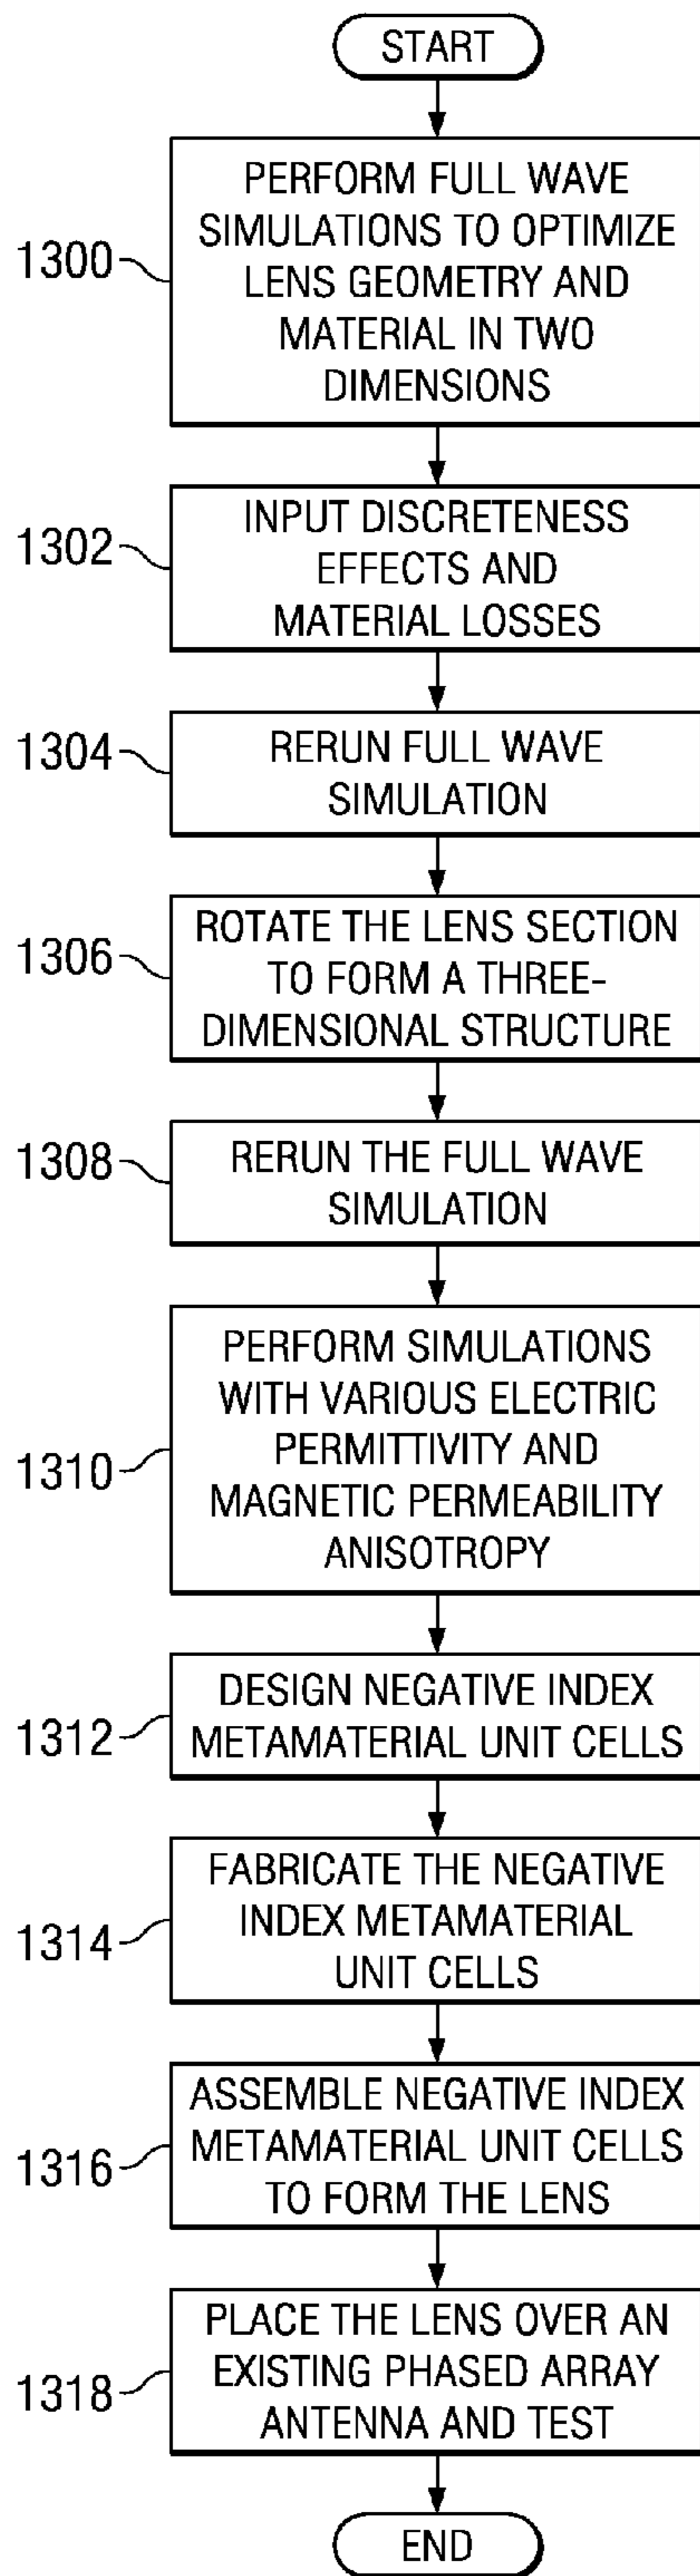 START
1300
PERFORM FULL WAVE
SIMULATIONS TO OPTIMIZE
LENS GEOMETRY AND
MATERIAL IN TWO
DIMENSIONS
1302
INPUT DISCRETENESS
EFFECTS AND
MATERIAL LOSSES
1304
RERUN FULL WAVE
SIMULATION
1306
ROTATE THE LENS SECTION
TO FORM A THREE-
DIMENSIONAL STRUCTURE
1308
RERUN THE FULL WAVE
SIMULATION
1310
PERFORM SIMULATIONS
WITH VARIOUS ELECTRIC
PERMITTIVITY AND
MAGNETIC PERMEABILITY
ANISOTROPY
1312
DESIGN NEGATIVE INDEX
METAMATERIAL UNIT CELLS
1314
FABRICATE THE NEGATIVE
INDEX METAMATERIAL
UNIT CELLS
1316
ASSEMBLE NEGATIVE INDEX
METAMATERIAL UNIT CELLS
TO FORM THE LENS
1318
PLACE THE LENS OVER AN
EXISTING PHASED ARRAY
ANTENNA AND TEST
END